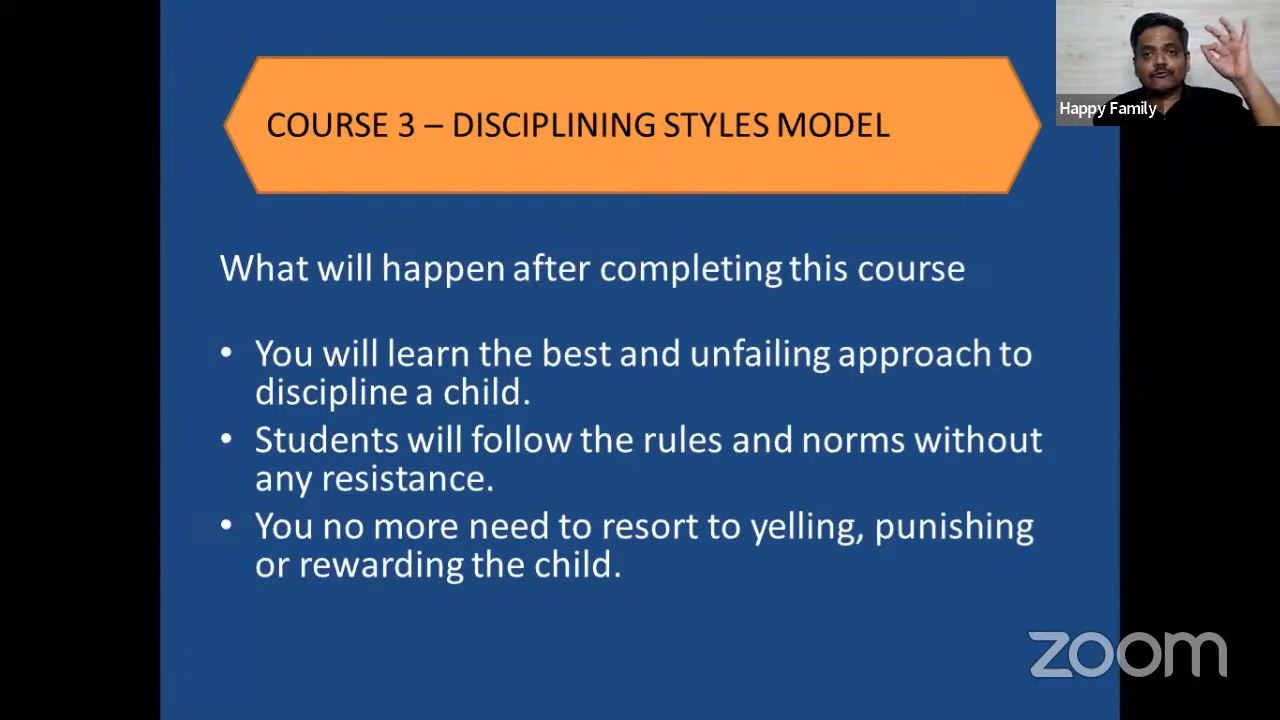 COURSE 3 – DISCIPLINING STYLES MODEL
Happy Family
What will happen after completing this course
• You will learn the best and unfailing approach to
discipline a child.
• Students will follow the rules and norms without
any resistance.
• You no more need to resort to yelling, punishing
or rewarding the child.
zoom